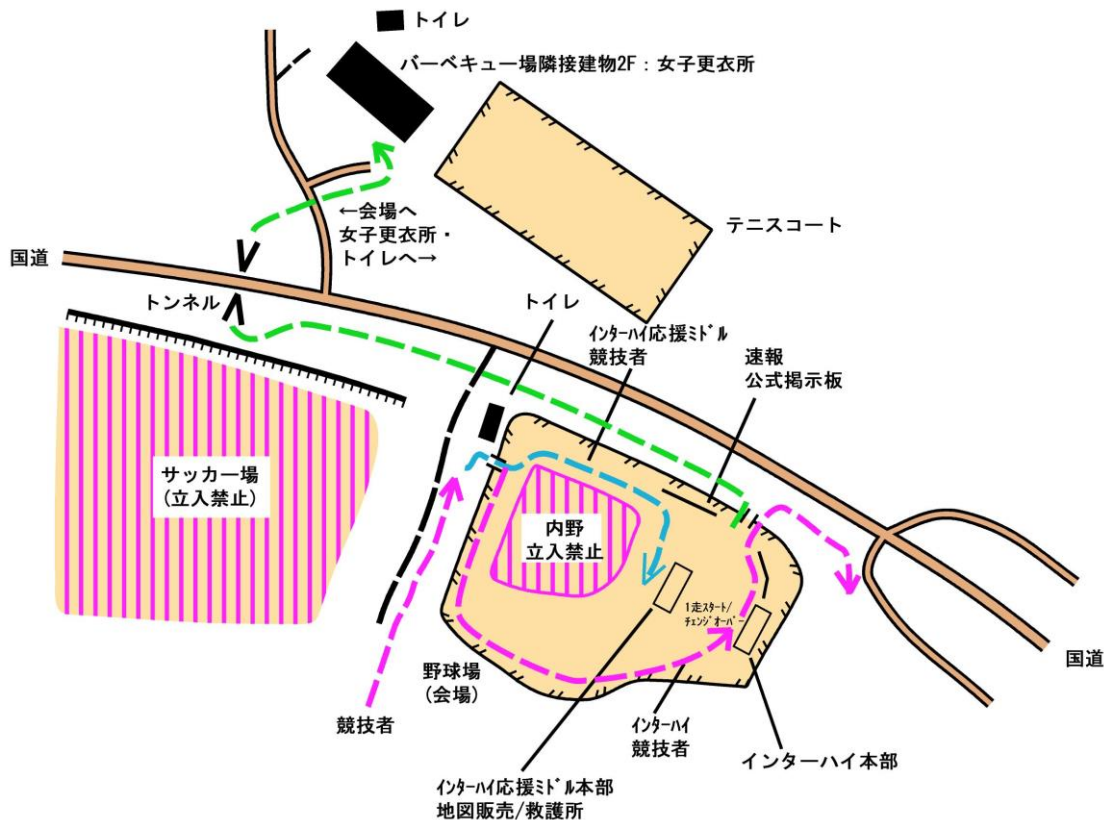 トイレ
バーベキュー場隣接建物2F：女子更衣所
←会場へ
女子更衣所・
トイレへ→
テニスコート
国道
トンネル
トイレ
ｲﾝﾀｰﾊｲ応援ﾐﾄﾞﾙ
競技者
速報
公式掲示板
サッカー場
(立入禁止)
内野
立入禁止
1走ｽﾀｰﾄ/
ﾁｪﾝｼﾞｵｰﾊﾞｰ
国道
野球場
(会場)
競技者
ｲﾝﾀｰﾊｲ
競技者
インターハイ本部
ｲﾝﾀｰﾊｲ応援ﾐﾄﾞﾙ本部
地図販売/救護所